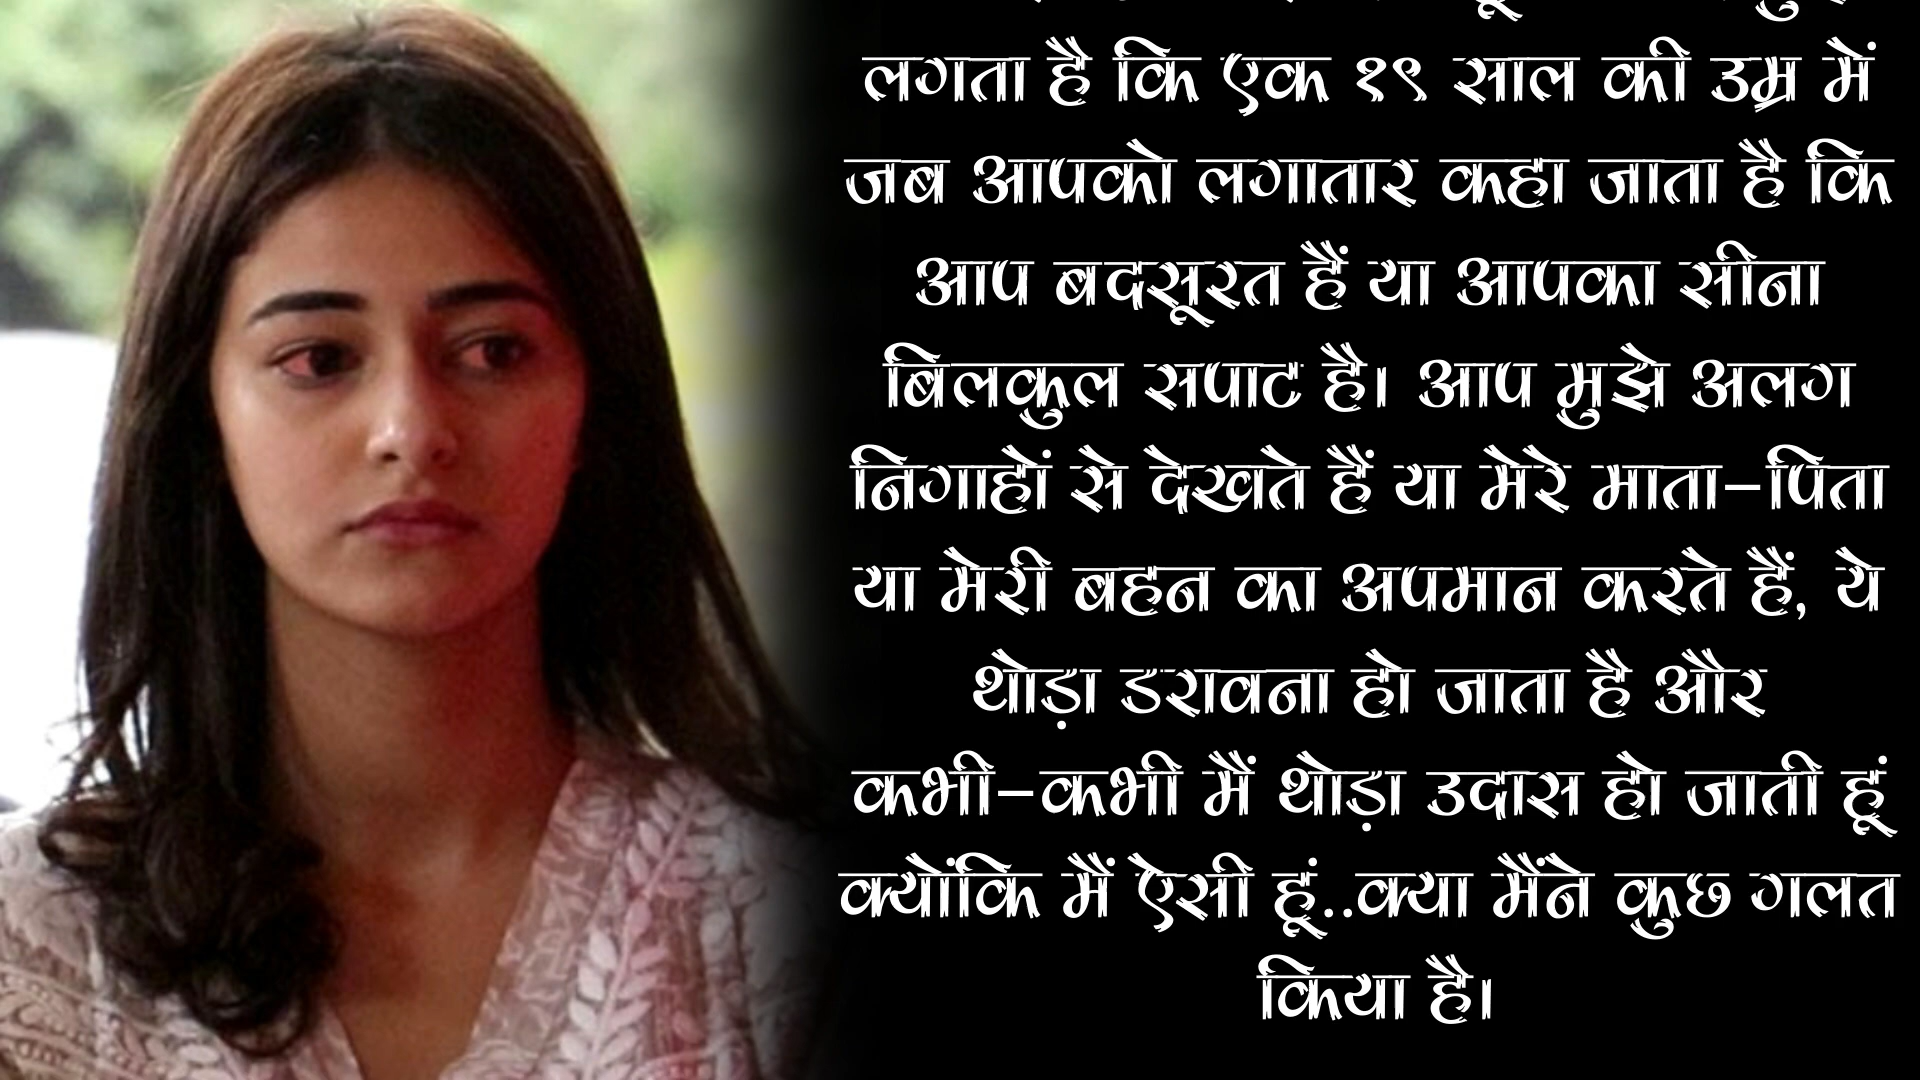 लगता है कि एक १९ साल की उम्र में
जब आपको लगातार कहा जाता है कि
आप बदसूरत हैं या आपका सीना
बिलकुल सपाट है। आप मुझे अलग
निगाहों से देखते हैं या मेरे माता-पिता
या मेरी बहन का अपमान करते हैं, ये
थोड़ा डरावना हो जाता है और
कभी-कभी मैं थोड़ा उदास हो जाती हूं
क्योंकि मैं ऐसी हूं..क्या मैंने कुछ गलत
किया है।